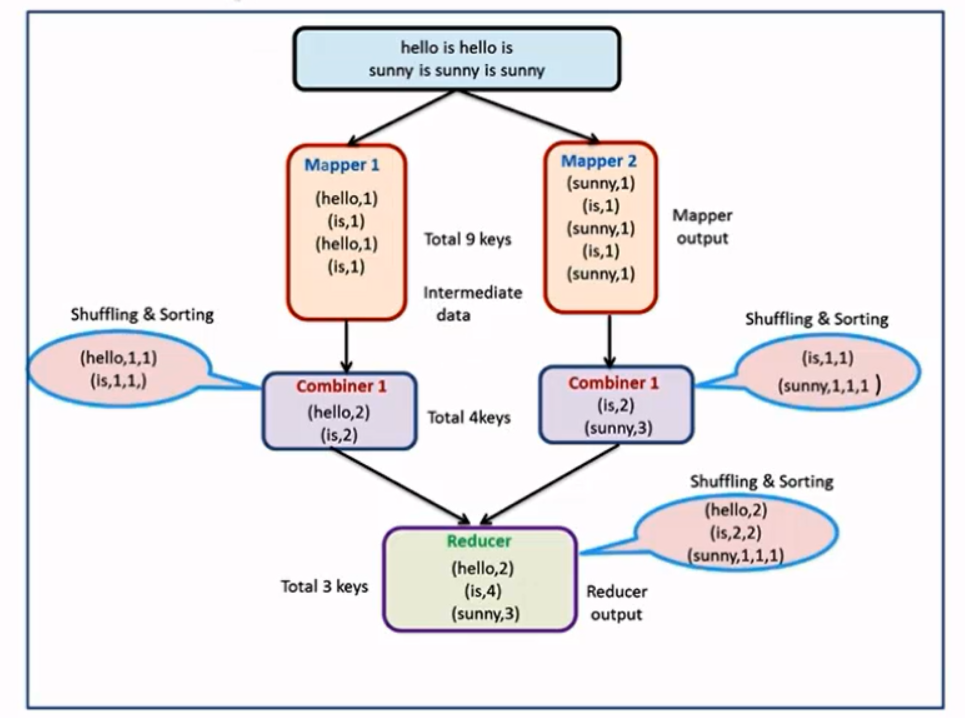 hello is hello is
sunny is sunny is sunny
Mapper 1
(hello,1)
(is,1)
(hello,1)
(is,1)
Total 9 keys
Intermediate
data
Mapper 2
(sunny,1)
(is,1)
(sunny,1)
(is,1)
(sunny,1)
Mapper
output
Shuffling & Sorting
(hello,1,1)
(is,1,1,)
Combiner 1
(hello,2)
(is,2)
Total 4keys
Combiner 1
(is,2)
(sunny,3)
Shuffling & Sorting
(is,1,1)
(sunny,1,1,1 )
Shuffling & Sorting
(hello,2)
(is,2,2)
(sunny,1,1,1)
Total 3 keys
Reducer
(hello,2)
(is,4)
(sunny,3)
Reducer
output